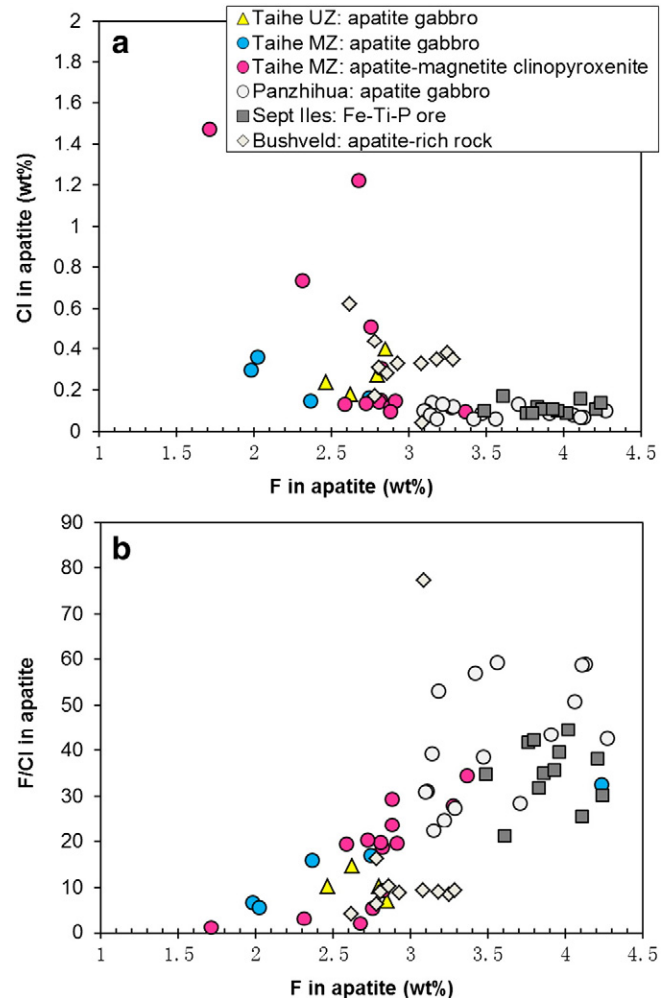 a
Taihe UZ: apatite gabbro
Taihe MZ: apatite gabbro
Taihe MZ: apatite-magnetite clinopyroxenite
Panzhihua: apatite gabbro
Sept Iles: Fe-Ti-P ore
Bushveld: apatite-rich rock
Cl in apatite (wt%)
2
1.8
1.6
1.4
1.2
1
0.8
0.6
0.4
0.2
0
1 1.5 2 2.5 3 3.5 4 4.5
F in apatite (wt%)
b
F/Cl in apatite
90
80
70
60
50
40
30
20
10
0
1 1.5 2 2.5 3 3.5 4 4.5
F in apatite (wt%)